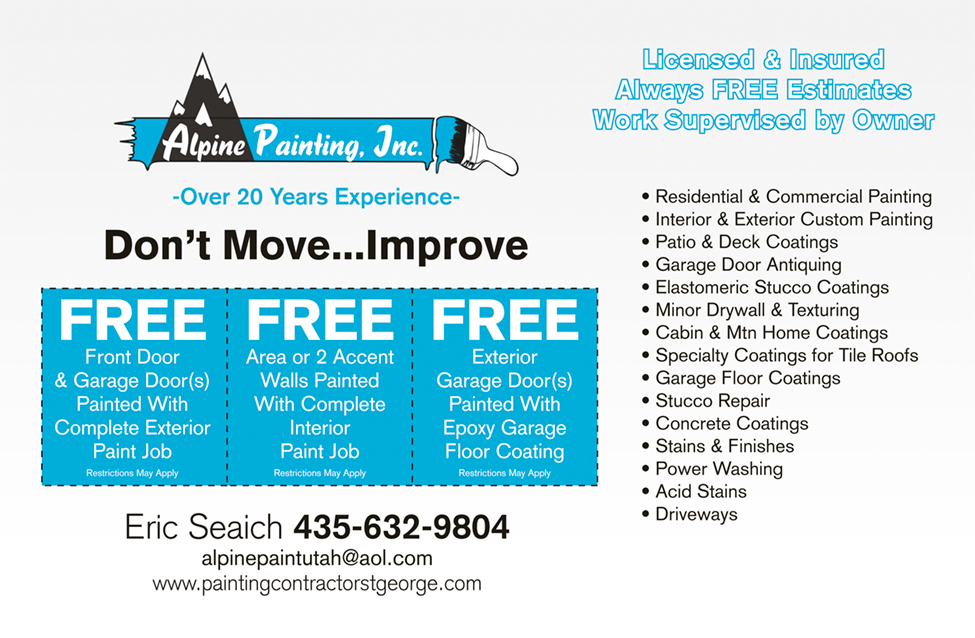 Alpine Painting, Inc.
-Over 20 Years Experience-
Don't Move...Improve
FREE
Front Door
& Garage Door(s)
Painted With
Complete Exterior
Paint Job
Restrictions May Apply
FREE
Area or 2 Accent
Walls Painted
With Complete
Interior
Paint Job
Restrictions May Apply
FREE
Exterior
Garage Door(s)
Painted With
Epoxy Garage
Floor Coating
Restrictions May Apply
Eric Seaich 435-632-9804
alpinepaintutah@aol.com
www.paintingcontractorstgeorge.com
Licensed & Insured
Always FREE Estimates
Work Supervised by Owner
• Residential & Commercial Painting
• Interior & Exterior Custom Painting
• Patio & Deck Coatings
• Garage Door Antiquing
• Elastomeric Stucco Coatings
• Minor Drywall & Texturing
• Cabin & Mtn Home Coatings
• Specialty Coatings for Tile Roofs
• Garage Floor Coatings
• Stucco Repair
• Concrete Coatings
• Stains & Finishes
• Power Washing
• Acid Stains
• Driveways